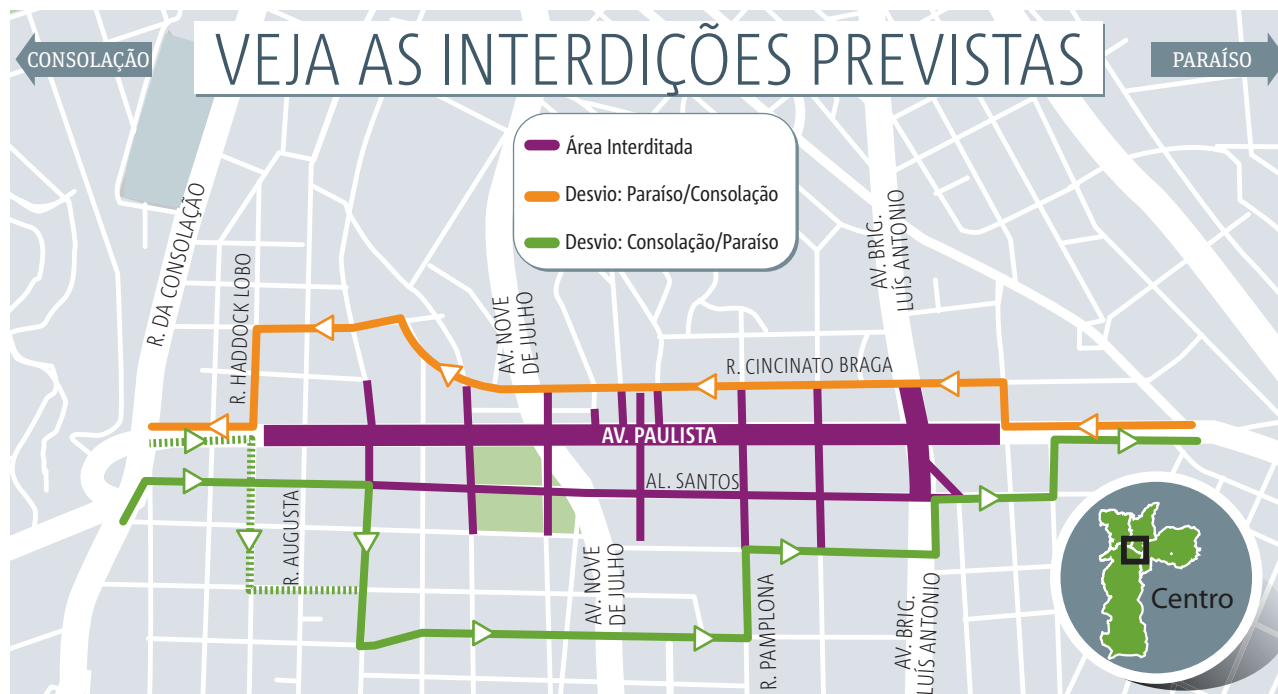 CONSOLAÇÃO
VEJA AS INTERDIÇÕES PREVISTAS
PARAÍSO
Área Interditada
Desvio: Paraíso/Consolação
Desvio: Consolação/Paraíso
R. DA CONSOLAÇÃO
R. HADDOCK LOBO
AV. NOVE
DE JULHO
AV. BRIG.
LUÍS ANTONIO
R. CINCINATO BRAGA
AV. PAULISTA
AL. SANTOS
R. AUGUSTA
AV. NOVE
DE JULHO
R. PAMPLONA
AV. BRIG.
LUÍS ANTONIO
Centro